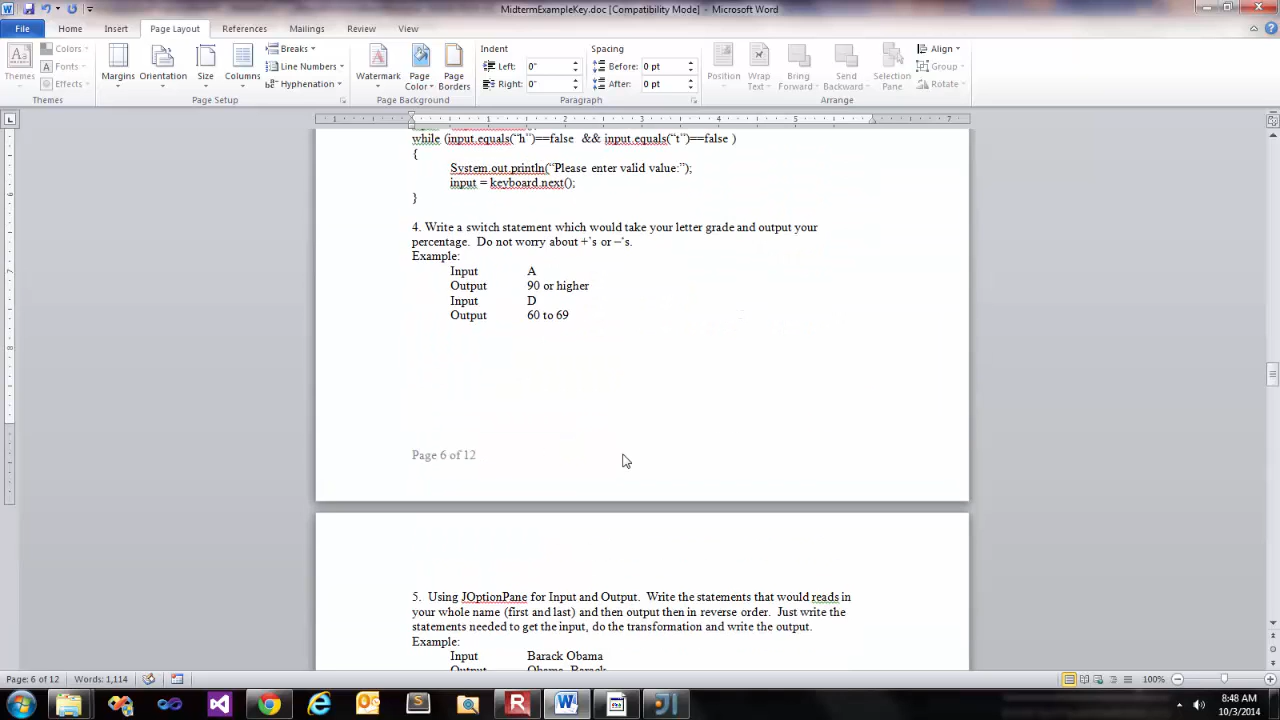 MidtermExampleKey.doc [Compatibility Mode] - Microsoft Word
File Home Insert Page Layout References Mailings Review View
Themes Colors Fonts Effects Margins Orientation Size Columns Breaks Line Numbers Hyphenation Watermark Page Color Page Borders Indent Left: 0" Right: 0" Spacing Before: 0 pt After: 0 pt Position Wrap Text Bring Forward Send Backward Selection Pane Align Group Rotate
Themes Page Setup Page Background Paragraph Arrange
while (input.equals("h")==false && input.equals("t")==false )
{
System.out.println("Please enter valid value:");
input = keyboard.next();
}
4. Write a switch statement which would take your letter grade and output your
percentage. Do not worry about +'s or –'s.
Example:
Input A
Output 90 or higher
Input D
Output 60 to 69
Page 6 of 12
5. Using JOptionPane for Input and Output. Write the statements that would reads in
your whole name (first and last) and then output then in reverse order. Just write the
statements needed to get the input, do the transformation and write the output.
Example:
Input Barack Obama
Output Obama, Barack
Page: 6 of 12 Words: 1,114 100%
8:48 AM
10/3/2014